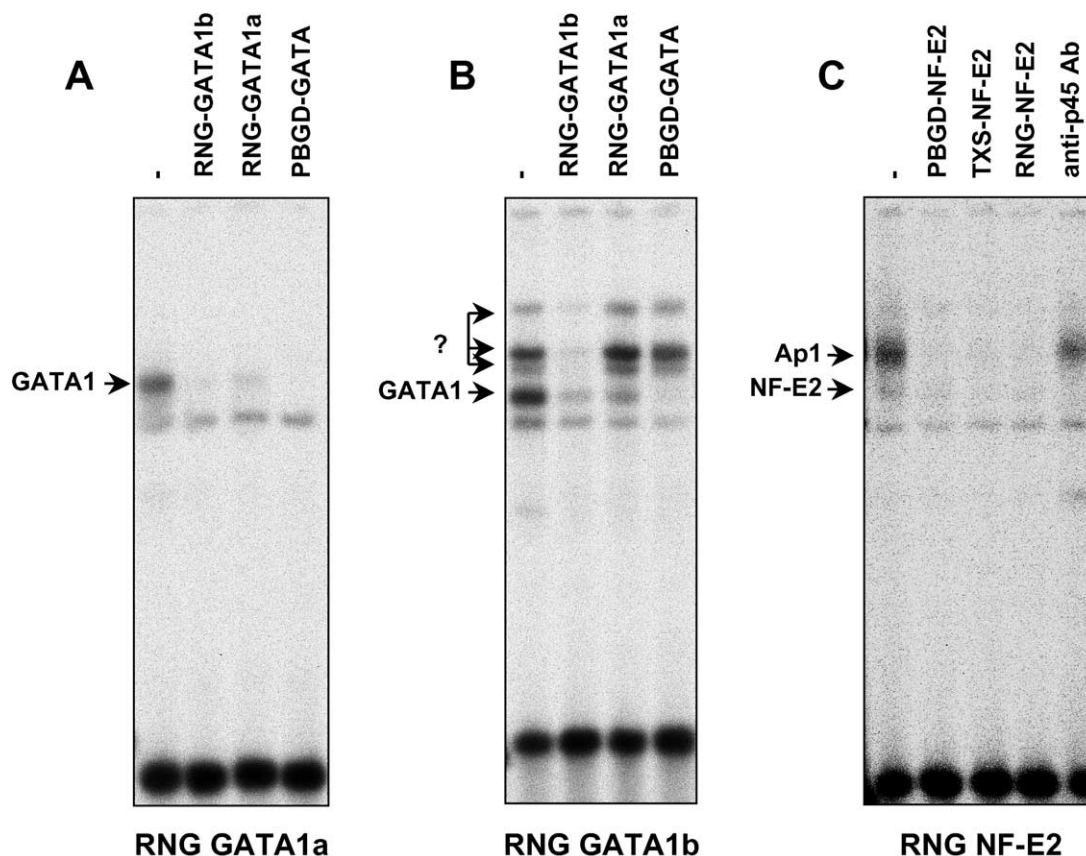 A
-
RNG-GATA1b
RNG-GATA1a
PBGD-GATA
GATA1
RNG GATA1a
B
-
RNG-GATA1b
RNG-GATA1a
PBGD-GATA
?
GATA1
RNG GATA1b
C
-
PBGD-NF-E2
TXS-NF-E2
RNG-NF-E2
anti-p45 Ab
Ap1
NF-E2
RNG NF-E2